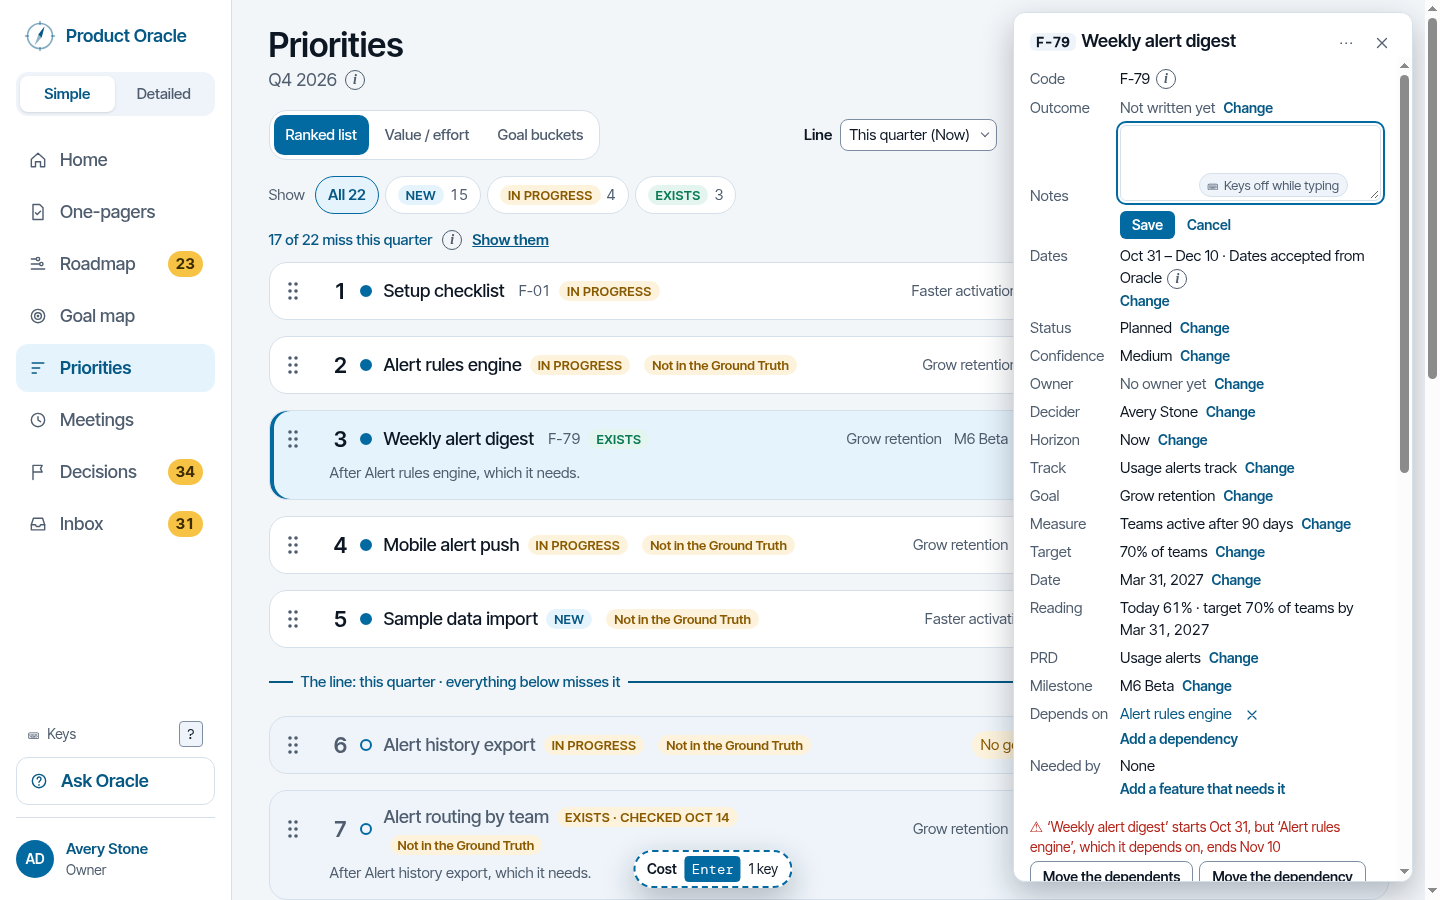 Product Oracle
Simple
Detailed
Home
One-pagers
Roadmap 23
Goal map
Priorities
Meetings
Decisions 34
Inbox 31
Keys ?
Ask Oracle
AD
Avery Stone
Owner
Priorities
Q4 2026 i
Ranked list
Value / effort
Goal buckets
Line This quarter (Now)
Show
All 22
NEW 15
IN PROGRESS 4
EXISTS 3
17 of 22 miss this quarter i Show them
1 Setup checklist F-01 IN PROGRESS Faster activation
2 Alert rules engine IN PROGRESS Not in the Ground Truth Grow retention
3 Weekly alert digest F-79 EXISTS Grow retention M6 Beta
After Alert rules engine, which it needs.
4 Mobile alert push IN PROGRESS Not in the Ground Truth Grow retention
5 Sample data import NEW Not in the Ground Truth Faster activati
The line: this quarter · everything below misses it
6 Alert history export IN PROGRESS Not in the Ground Truth No g
7 Alert routing by team EXISTS · CHECKED OCT 14 Grow retention
Not in the Ground Truth
After Alert history export, which it needs.
Cost Enter 1 key
F-79 Weekly alert digest
Code F-79 i
Outcome Not written yet Change
Keys off while typing
Notes
Save Cancel
Dates Oct 31 – Dec 10 · Dates accepted from
Oracle i
Change
Status Planned Change
Confidence Medium Change
Owner No owner yet Change
Decider Avery Stone Change
Horizon Now Change
Track Usage alerts track Change
Goal Grow retention Change
Measure Teams active after 90 days Change
Target 70% of teams Change
Date Mar 31, 2027 Change
Reading Today 61% · target 70% of teams by
Mar 31, 2027
PRD Usage alerts Change
Milestone M6 Beta Change
Depends on Alert rules engine
Add a dependency
Needed by None
Add a feature that needs it
⚠ ‘Weekly alert digest’ starts Oct 31, but ‘Alert rules
engine’, which it depends on, ends Nov 10
Move the dependents
Move the dependency